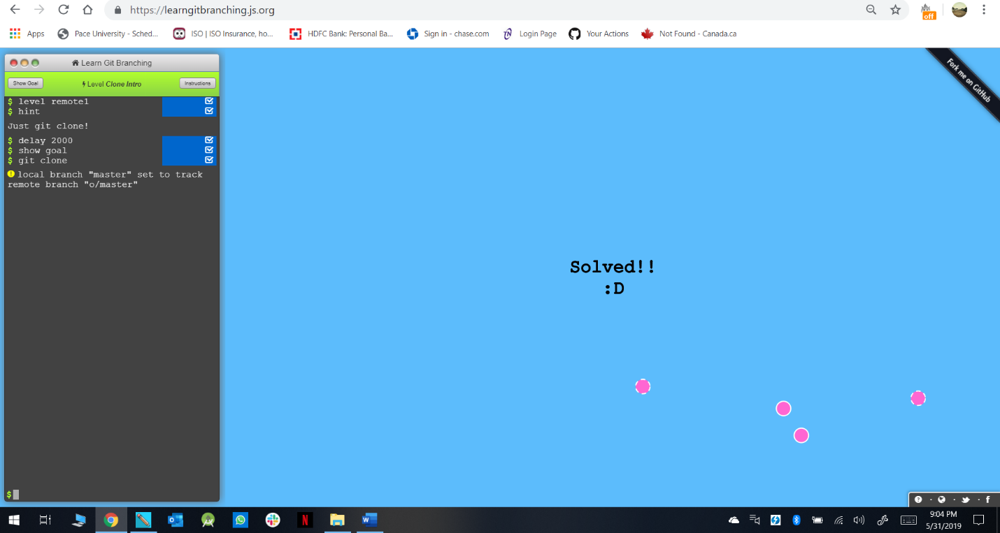 https://learngitbranching.js.org
off
Apps
Pace University - Sched...
ISO | ISO Insurance, ho...
HDFC Bank: Personal Ba...
Sign in - chase.com
Login Page
Your Actions
Not Found - Canada.ca
Learn Git Branching
Show Goal
Level Clone Intro
Instructions
$ level remote1
$ hint
Just git clone!
$ delay 2000
$ show goal
$ git clone
local branch "master" set to track
remote branch "o/master"
$
Fork me on GitHub
Solved!!
:D
9:04 PM
5/31/2019